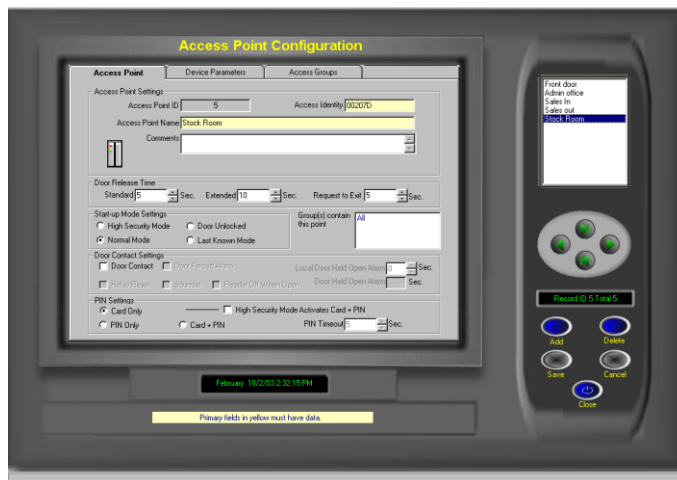 Access Point Configuration
Access Point Device Parameters Access Groups
Access Point Settings
Access Point ID 5 Access Identity 00207D
Access Point Name Stock Room
Comments
Door Release Time
Standard 5 Sec. Extended 10 Sec. Request to Exit 5 Sec.
Start-up Mode Settings
High Security Mode Door Unlocked
Normal Mode Last Known Mode
Group(s) contain this point All
Door Contact Settings
Door Contact Door Forced Alarm Local Door Held Open Alarm 0 Sec.
Relay Reset Sounder Reader Off When Open Door Held Open Alarm Sec.
PIN Settings
Card Only High Security Mode Activates Card + PIN
PIN Only Card + PIN PIN Timeout 5 Sec.
February 18/2/03 2:32:15 PM
Primary fields in yellow must have data.
Front door
Admin office
Sales In
Sales out
Stock Room
Record ID 5 Total 5
Add Delete
Save Cancel
Close